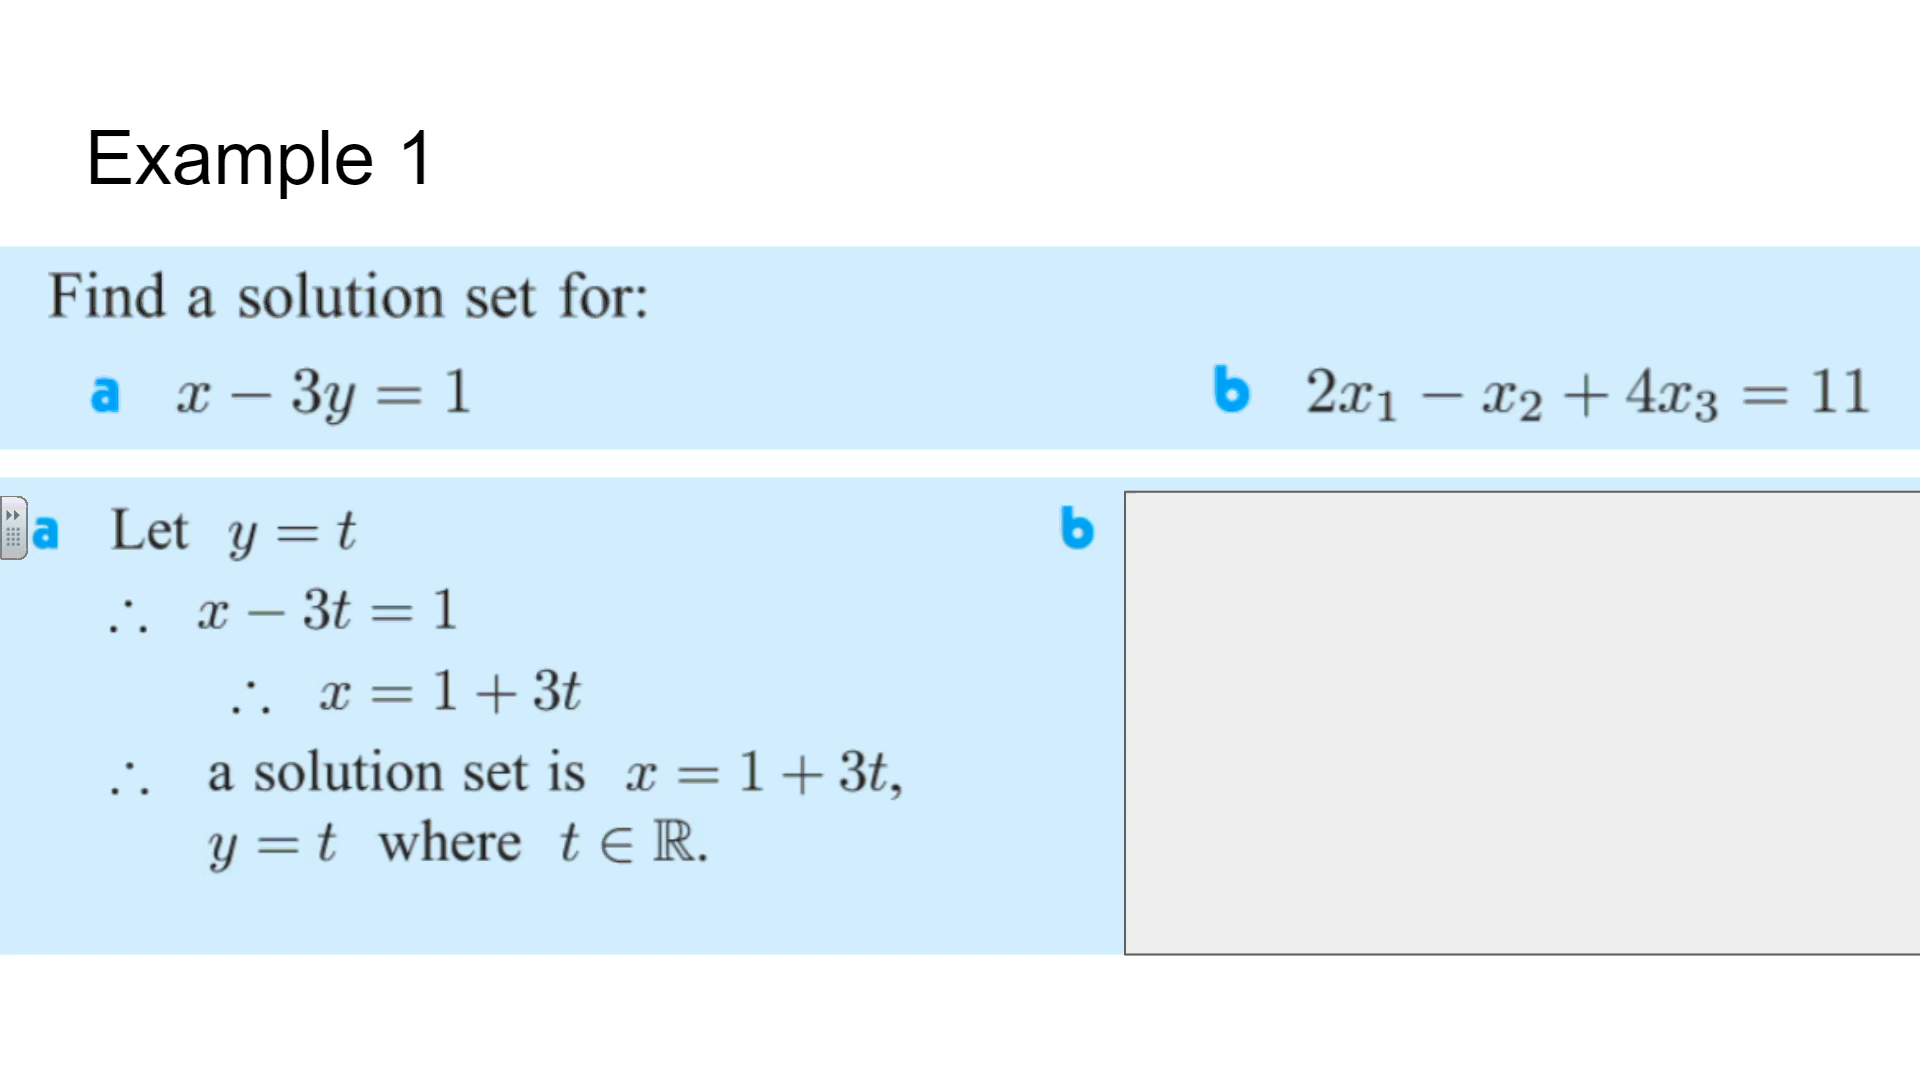 Example 1
Find a solution set for:
a x − 3y = 1
b 2x₁ − x₂ + 4x₃ = 11
a Let y = t
∴ x − 3t = 1
∴ x = 1 + 3t
∴ a solution set is x = 1 + 3t,
y = t where t ∈ ℝ.
b